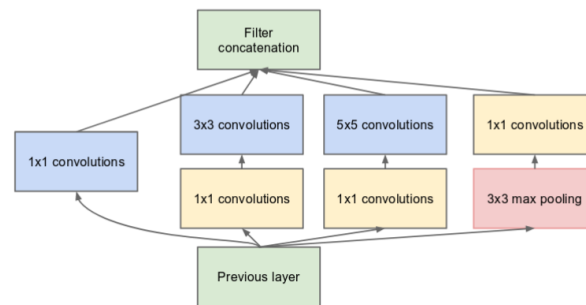 Filter
concatenation
3x3 convolutions
5x5 convolutions
1x1 convolutions
1x1 convolutions
1x1 convolutions
1x1 convolutions
3x3 max pooling
Previous layer